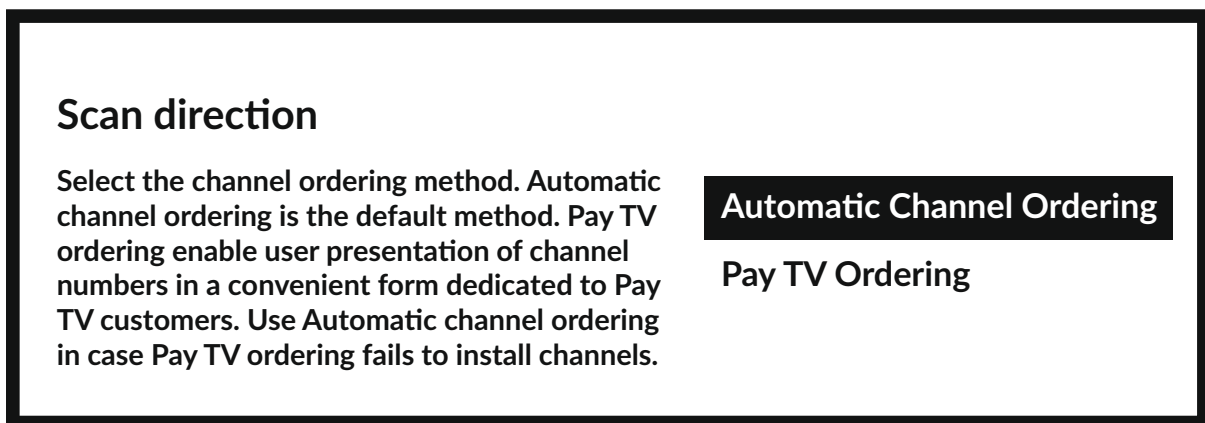 Scan direction
Select the channel ordering method. Automatic
channel ordering is the default method. Pay TV
ordering enable user presentation of channel
numbers in a convenient form dedicated to Pay
TV customers. Use Automatic channel ordering
in case Pay TV ordering fails to install channels.
Automatic Channel Ordering
Pay TV Ordering